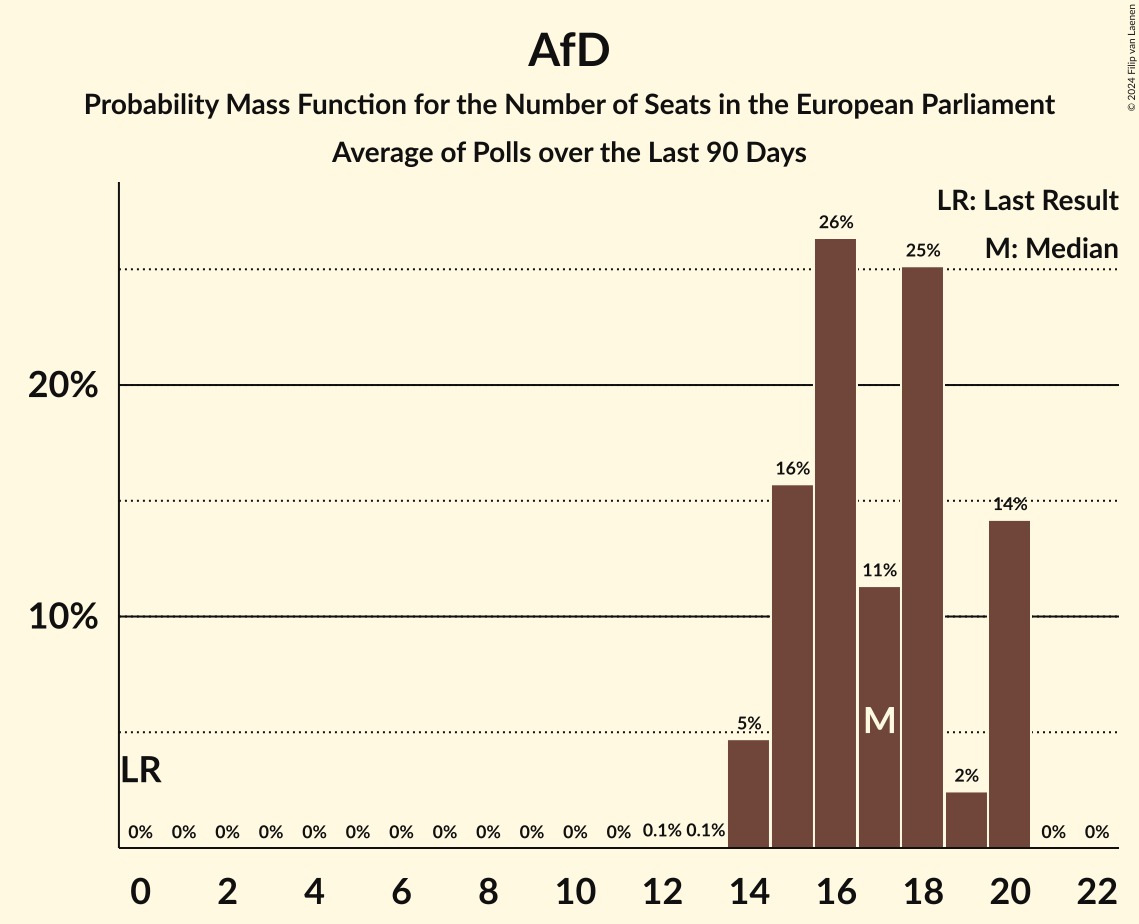 AfD
Probability Mass Function for the Number of Seats in the European Parliament
Average of Polls over the Last 90 Days
© 2024 Filip van Laenen
LR: Last Result
M: Median
20%
10%
LR
M
0% 0% 0% 0% 0% 0% 0% 0% 0% 0% 0% 0% 0.1% 0.1% 5% 16% 26% 11% 25% 2% 14% 0% 0%
0 2 4 6 8 10 12 14 16 18 20 22